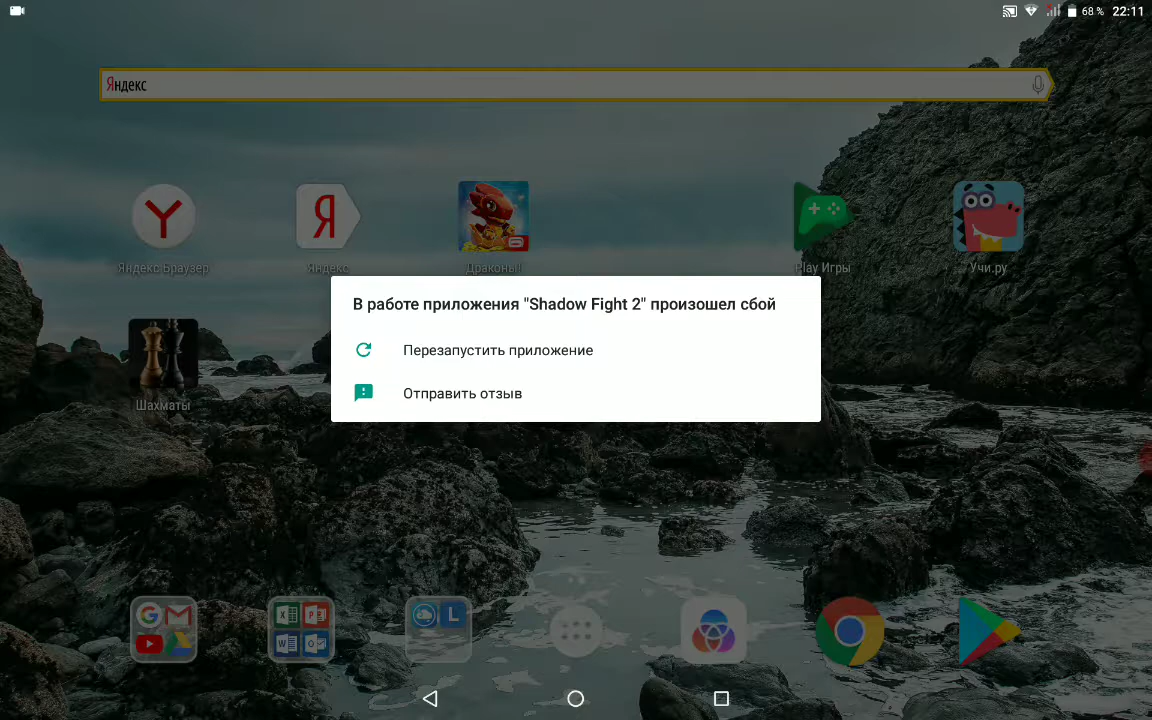 68 % 22:11
Яндекс
Яндекс.Браузер
Яндекс
Драконы!
Play Игры
Учи.ру
В работе приложения "Shadow Fight 2" произошел сбой
Перезапустить приложение
Отправить отзыв
Шахматы